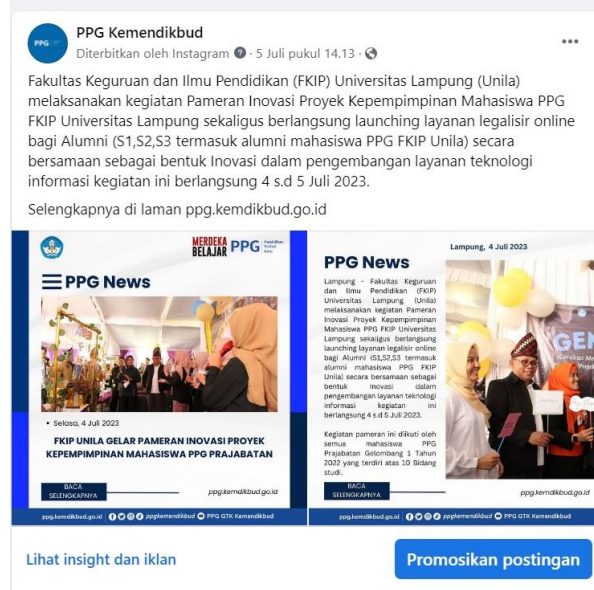 PPG
PPG Kemendikbud
Diterbitkan oleh Instagram · 5 Juli pukul 14.13 ·
Fakultas Keguruan dan Ilmu Pendidikan (FKIP) Universitas Lampung (Unila)
melaksanakan kegiatan Pameran Inovasi Proyek Kepempimpinan Mahasiswa PPG
FKIP Universitas Lampung sekaligus berlangsung launching layanan legalisir online
bagi Alumni (S1,S2,S3 termasuk alumni mahasiswa PPG FKIP Unila) secara
bersamaan sebagai bentuk Inovasi dalam pengembangan layanan teknologi
informasi kegiatan ini berlangsung 4 s.d 5 Juli 2023.
Selengkapnya di laman ppg.kemdikbud.go.id
MERDEKA
BELAJAR
PPG
Pendidikan
Profesi
Guru
PPG News
• Selasa, 4 Juli 2023
FKIP UNILA GELAR PAMERAN INOVASI PROYEK
KEPEMPIMPINAN MAHASISWA PPG PRAJABATAN
BACA
SELENGKAPNYA
ppg.kemdikbud.go.id
ppg.kemdikbud.go.id ppgkemendikbud PPG GTK Kemendikbud
Lampung, 4 Juli 2023
PPG News
Lampung - Fakultas Keguruan
dan Ilmu Pendidikan (FKIP)
Universitas Lampung (Unila)
melaksanakan kegiatan Pameran
Inovasi Proyek Kepempimpinan
Mahasiswa PPG FKIP Universitas
Lampung sekaligus berlangsung
launching layanan legalisir online
bagi Alumni (S1,S2,S3 termasuk
alumni mahasiswa PPG FKIP
Unila) secara bersamaan sebagai
bentuk Inovasi dalam
pengembangan layanan teknologi
informasi kegiatan ini
berlangsung 4 s.d 5 Juli 2023.
Kegiatan pameran ini diikuti oleh
semua mahasiswa PPG
Prajabatan Gelombang 1 Tahun
2022 yang terdiri atas 10 Bidang
studi.
GEN
BACA
SELENGKAPNYA
ppg.kemdikbud.go.id
ppg.kemdikbud.go.id ppgkemendikbud PPG GTK Kemendikbud
Lihat insight dan iklan
Promosikan postingan